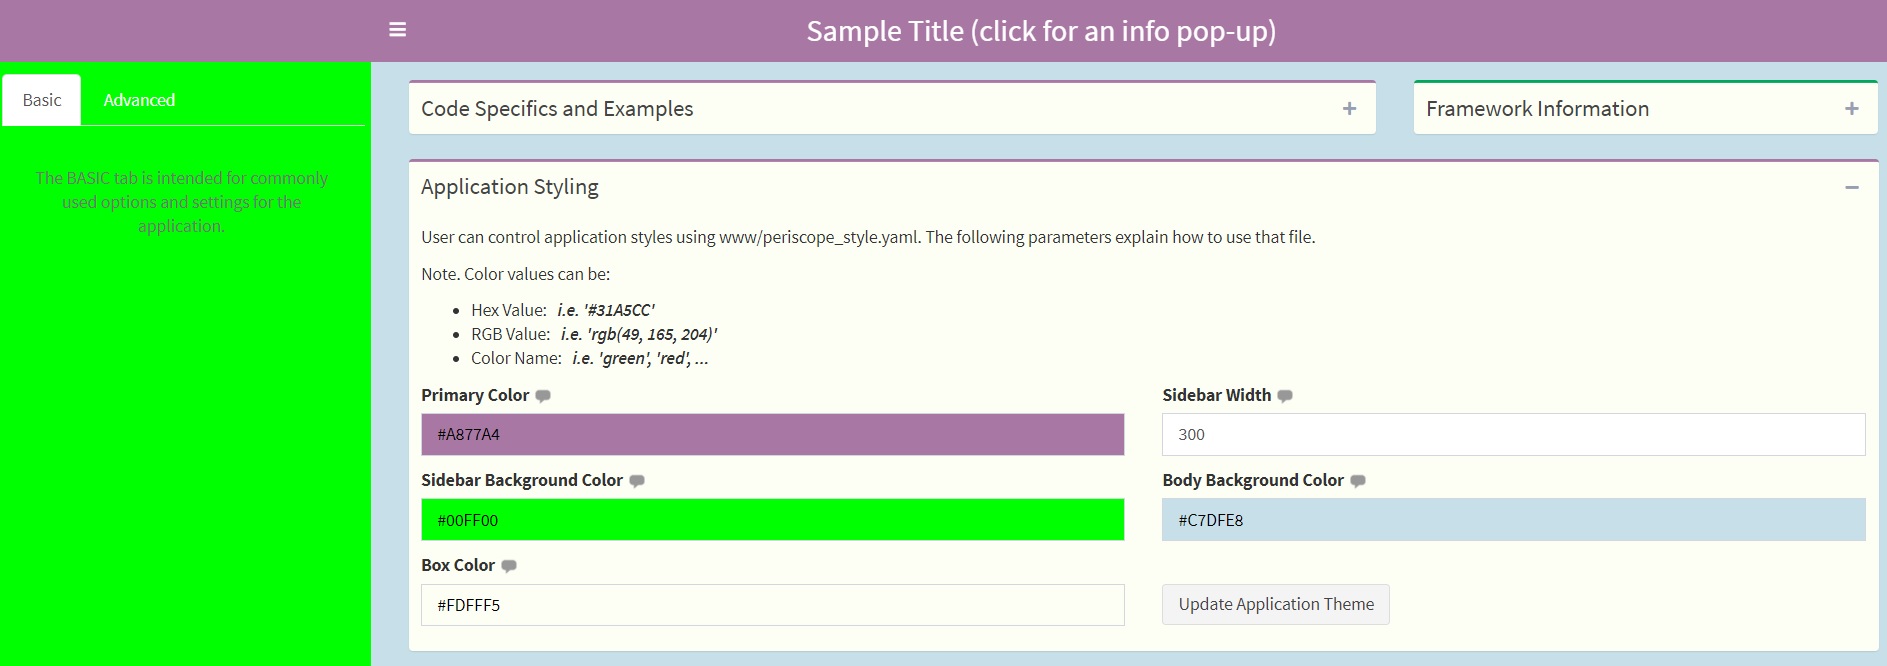 Sample Title (click for an info pop-up)
Basic
Advanced
The BASIC tab is intended for commonly
used options and settings for the
application.
Code Specifics and Examples
Framework Information
Application Styling
User can control application styles using www/periscope_style.yaml. The following parameters explain how to use that file.
Note. Color values can be:
Hex Value: i.e. '#31A5CC'
RGB Value: i.e. 'rgb(49, 165, 204)'
Color Name: i.e. 'green', 'red', ...
Primary Color
#A877A4
Sidebar Width
300
Sidebar Background Color
#00FF00
Body Background Color
#C7DFE8
Box Color
#FDFFF5
Update Application Theme